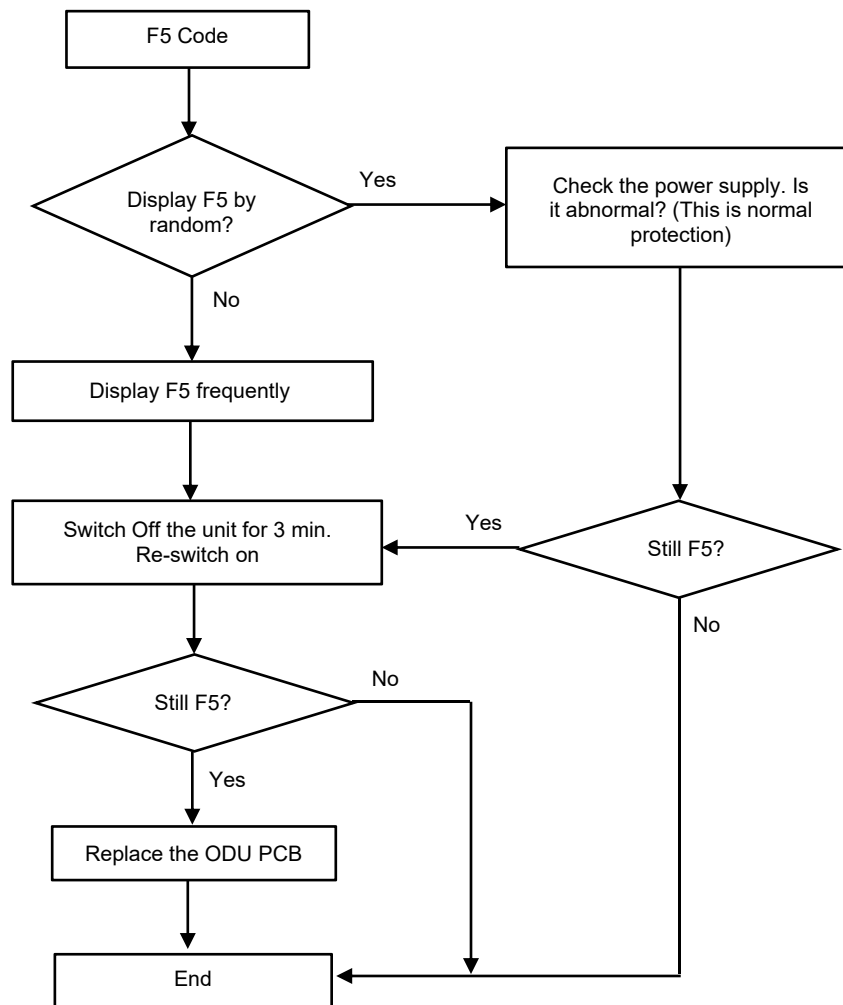 F5 Code
Display F5 by
random?
Yes
Check the power supply. Is
it abnormal? (This is normal
protection)
No
Display F5 frequently
Switch Off the unit for 3 min.
Re-switch on
Yes
Still F5?
No
Still F5?
No
Yes
Replace the ODU PCB
End